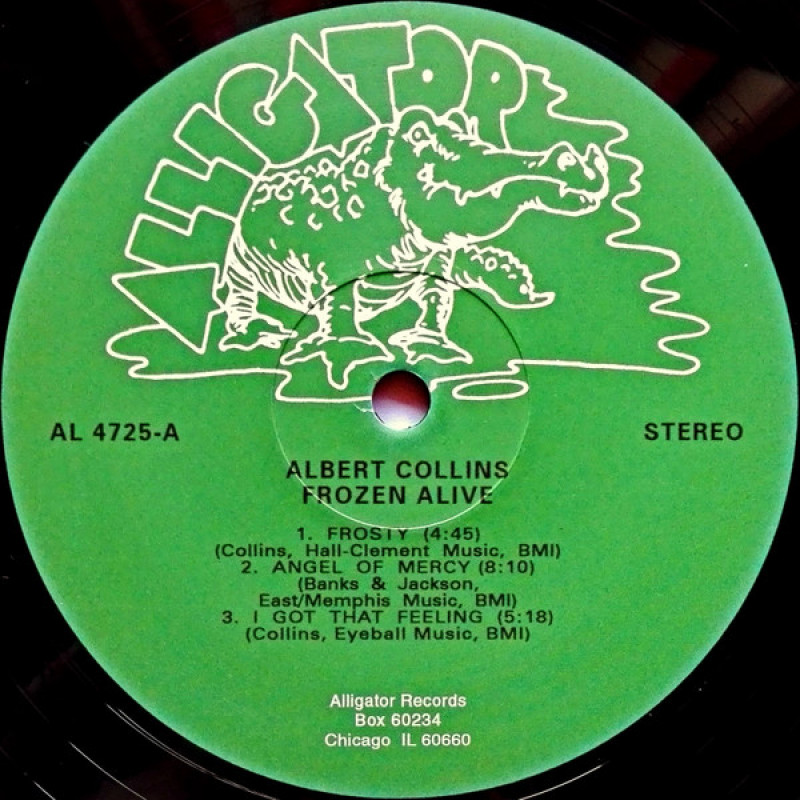 ALLIGATOR
AL 4725-A
STEREO
ALBERT COLLINS
FROZEN ALIVE
1. FROSTY (4:45)
(Collins, Hall-Clement Music, BMI)
2. ANGEL OF MERCY (8:10)
(Banks & Jackson,
East/Memphis Music, BMI)
3. I GOT THAT FEELING (5:18)
(Collins, Eyeball Music, BMI)
Alligator Records
Box 60234
Chicago IL 60660